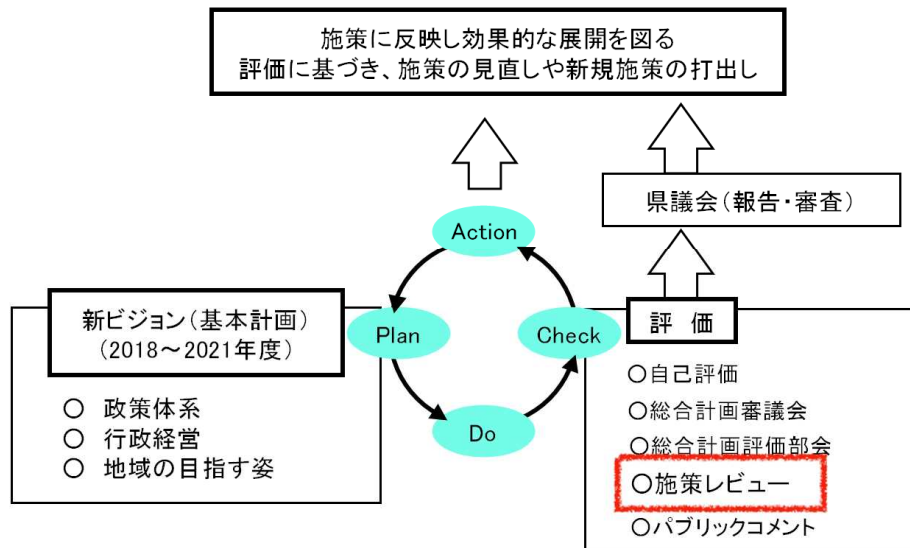 施策に反映し効果的な展開を図る
評価に基づき、施策の見直しや新規施策の打出し
県議会(報告・審査)
Action
新ビジョン(基本計画)
(2018～2021年度)
Plan
Check
評 価
○ 政策体系
○ 行政経営
○ 地域の目指す姿
Do
○自己評価
○総合計画審議会
○総合計画評価部会
○施策レビュー
○パブリックコメント